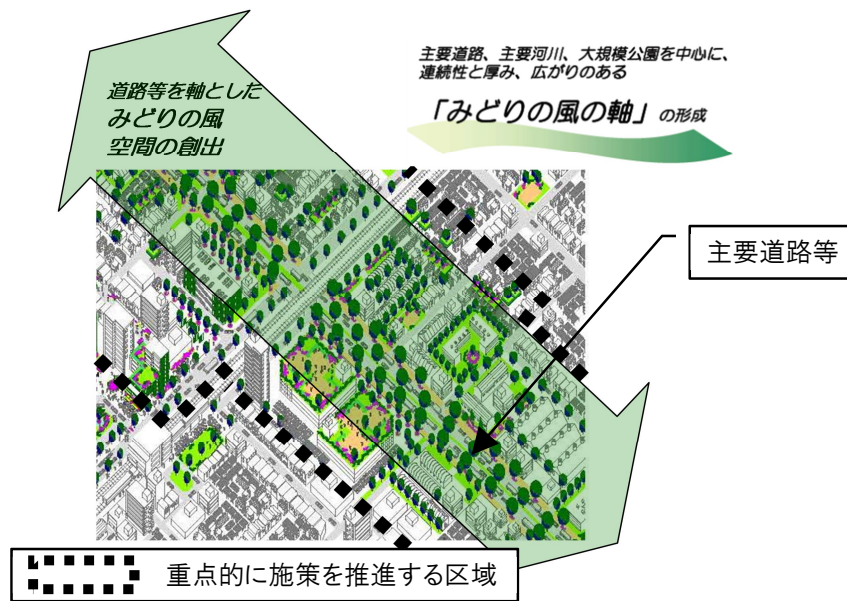 主要道路、主要河川、大規模公園を中心に、
連続性と厚み、広がりのある
「みどりの風の軸」の形成
道路等を軸とした
みどりの風
空間の創出
主要道路等
重点的に施策を推進する区域